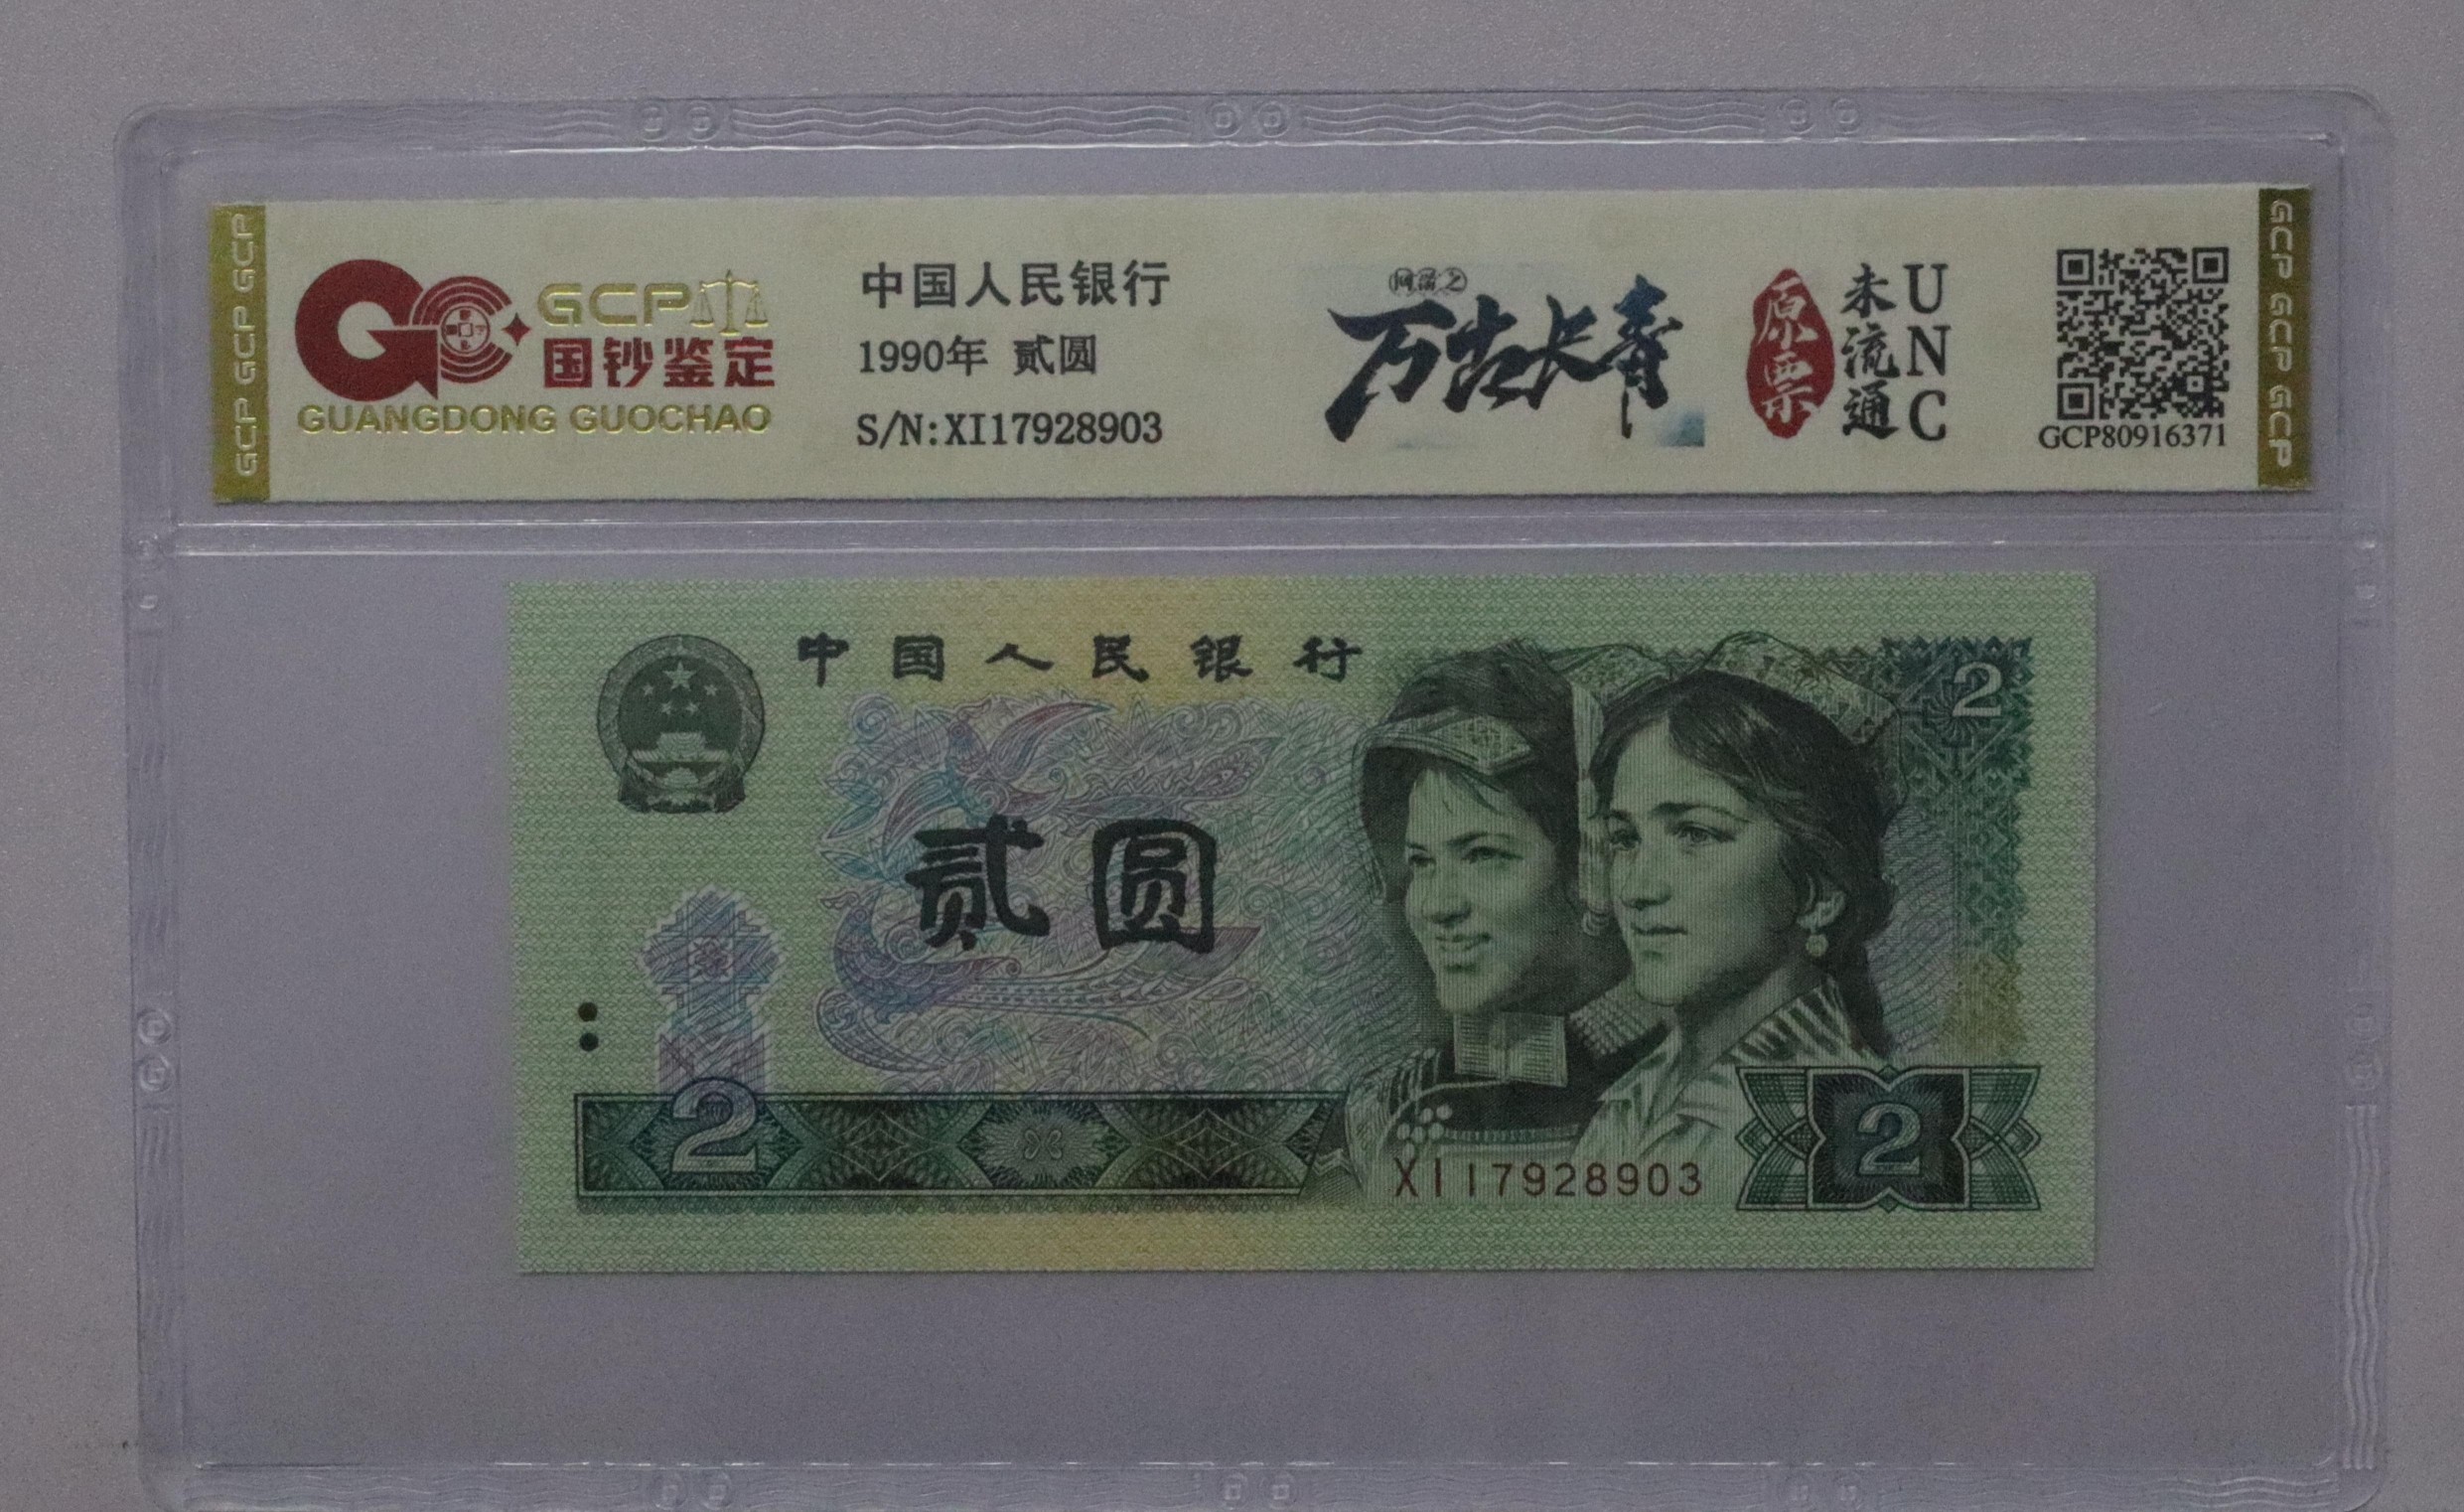 GCP GCP GCP
GCP
国钞鉴定
GUANGDONG GUOCHAO
中国人民银行
1990年 贰圆
S/N:XI17928903
万古长青
原票
未流通
UNC
GCP80916371
GCP GCP GCP
中国人民银行
2
贰圆
2
XI17928903
2